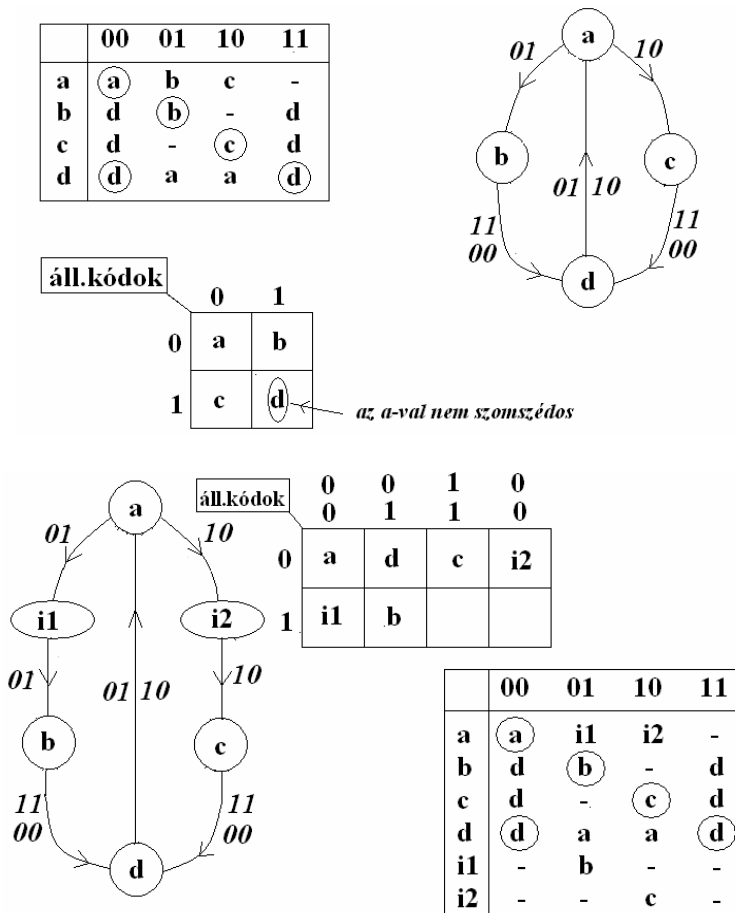 00 01 10 11
a a b c -
b d b - d
c d - c d
d d a a d
a
01 10
b c
01 10
11 11
00 00
d
áll.kódok
0 1
0 a b
1 c d
az a-val nem szomszédos
a
01 10
i1 i2
01 01 10 10
b c
11 11
00 00
d
áll.kódok
0 0 1 0
0 1 1 0
0 a d c i2
1 i1 b
00 01 10 11
a a i1 i2 -
b d b - d
c d - c d
d d a a d
i1 - b - -
i2 - - c -